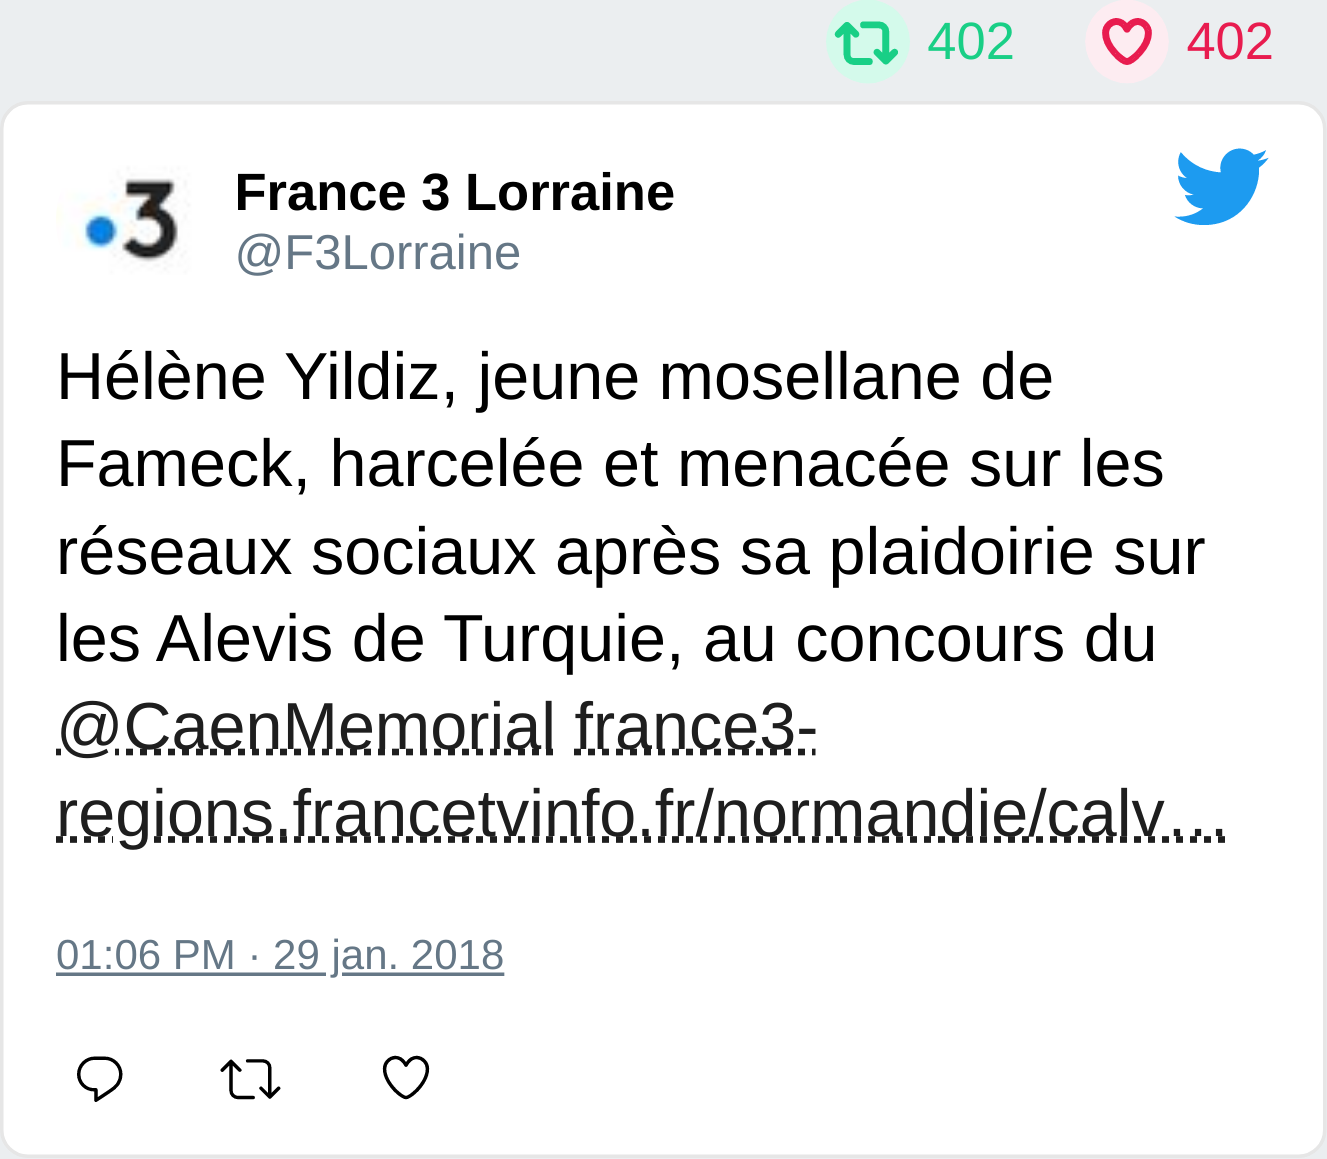 402 402
3
France 3 Lorraine
@F3Lorraine
Hélène Yildiz, jeune mosellane de
Fameck, harcelée et menacée sur les
réseaux sociaux après sa plaidoirie sur
les Alevis de Turquie, au concours du
@CaenMemorial france3-
regions.francetvinfo.fr/normandie/calv…
01:06 PM · 29 jan. 2018